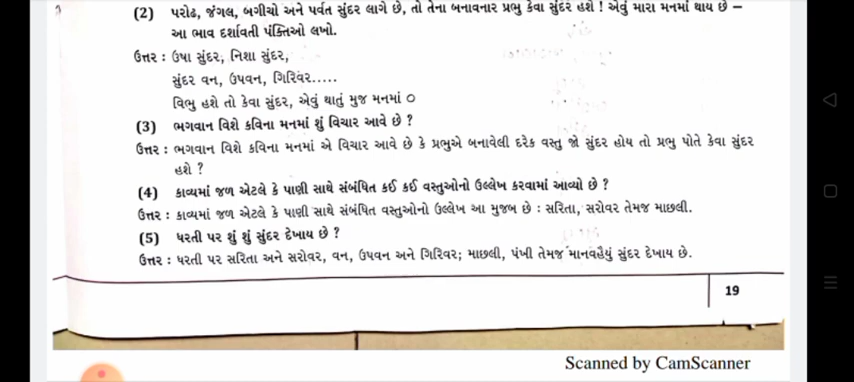 (2) પરોઢ, જંગલ, બગીચો અને પર્વત સુંદર લાગે છે, તો તેના બનાવનાર પ્રભુ કેવા સુંદર હશે ! એવું મારા મનમાં થાય છે –
આ ભાવ દર્શાવતી પંક્તિઓ લખો.
ઉત્તર : ઉષા સુંદર, નિશા સુંદર,
સુંદર વન, ઉપવન, ગિરિવર.....
વિભુ હશે તો કેવા સુંદર, એવું થાતું મુજ મનમાં ૦
(3) ભગવાન વિશે કવિના મનમાં શું વિચાર આવે છે ?
ઉત્તર : ભગવાન વિશે કવિના મનમાં એ વિચાર આવે છે કે પ્રભુએ બનાવેલી દરેક વસ્તુ જો સુંદર હોય તો પ્રભુ પોતે કેવા સુંદર
હશે ?
(4) કાવ્યમાં જળ એટલે કે પાણી સાથે સંબંધિત કઈ કઈ વસ્તુઓનો ઉલ્લેખ કરવામાં આવ્યો છે ?
ઉત્તર : કાવ્યમાં જળ એટલે કે પાણી સાથે સંબંધિત વસ્તુઓનો ઉલ્લેખ આ મુજબ છે : સરિતા, સરોવર તેમજ માછલી.
(5) ધરતી પર શું શું સુંદર દેખાય છે ?
ઉત્તર : ધરતી પર સરિતા અને સરોવર, વન, ઉપવન અને ગિરિવર; માછલી, પંખી તેમજ માનવહૈયું સુંદર દેખાય છે.
19
Scanned by CamScanner